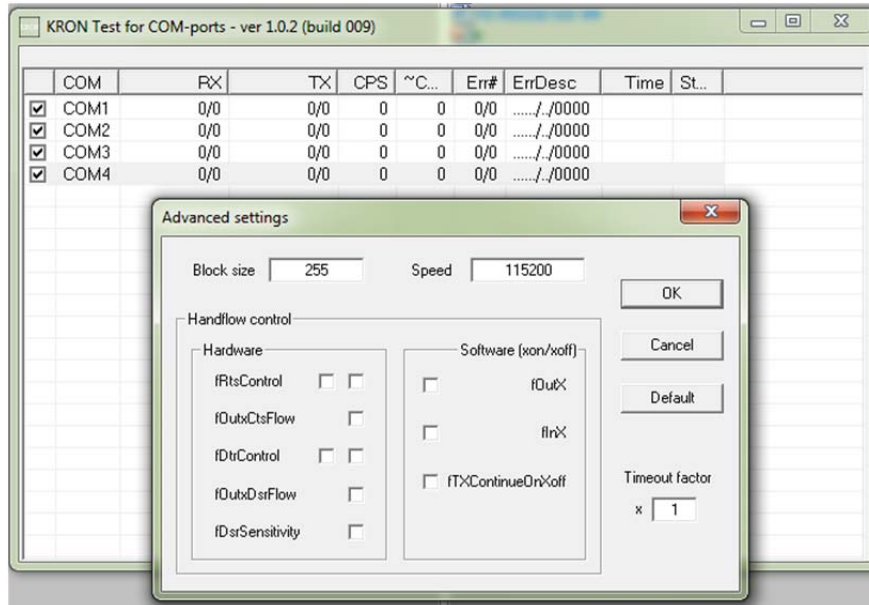 KRON Test for COM-ports - ver 1.0.2 (build 009)
COM RX TX CPS ~C... Err# ErrDesc Time St...
COM1 0/0 0/0 0 0 0/0 ....../../0000
COM2 0/0 0/0 0 0 0/0 ....../../0000
COM3 0/0 0/0 0 0 0/0 ....../../0000
COM4 0/0 0/0 0 0 0/0 ....../../0000
Advanced settings
Block size 255 Speed 115200
OK
Handflow control
Cancel
Hardware Software (xon/xoff)
fRtsControl fOutX
Default
fOutxCtsFlow
fInX
fDtrControl
Timeout factor
fOutxDsrFlow fTXContinueOnXoff
x 1
fDsrSensitivity